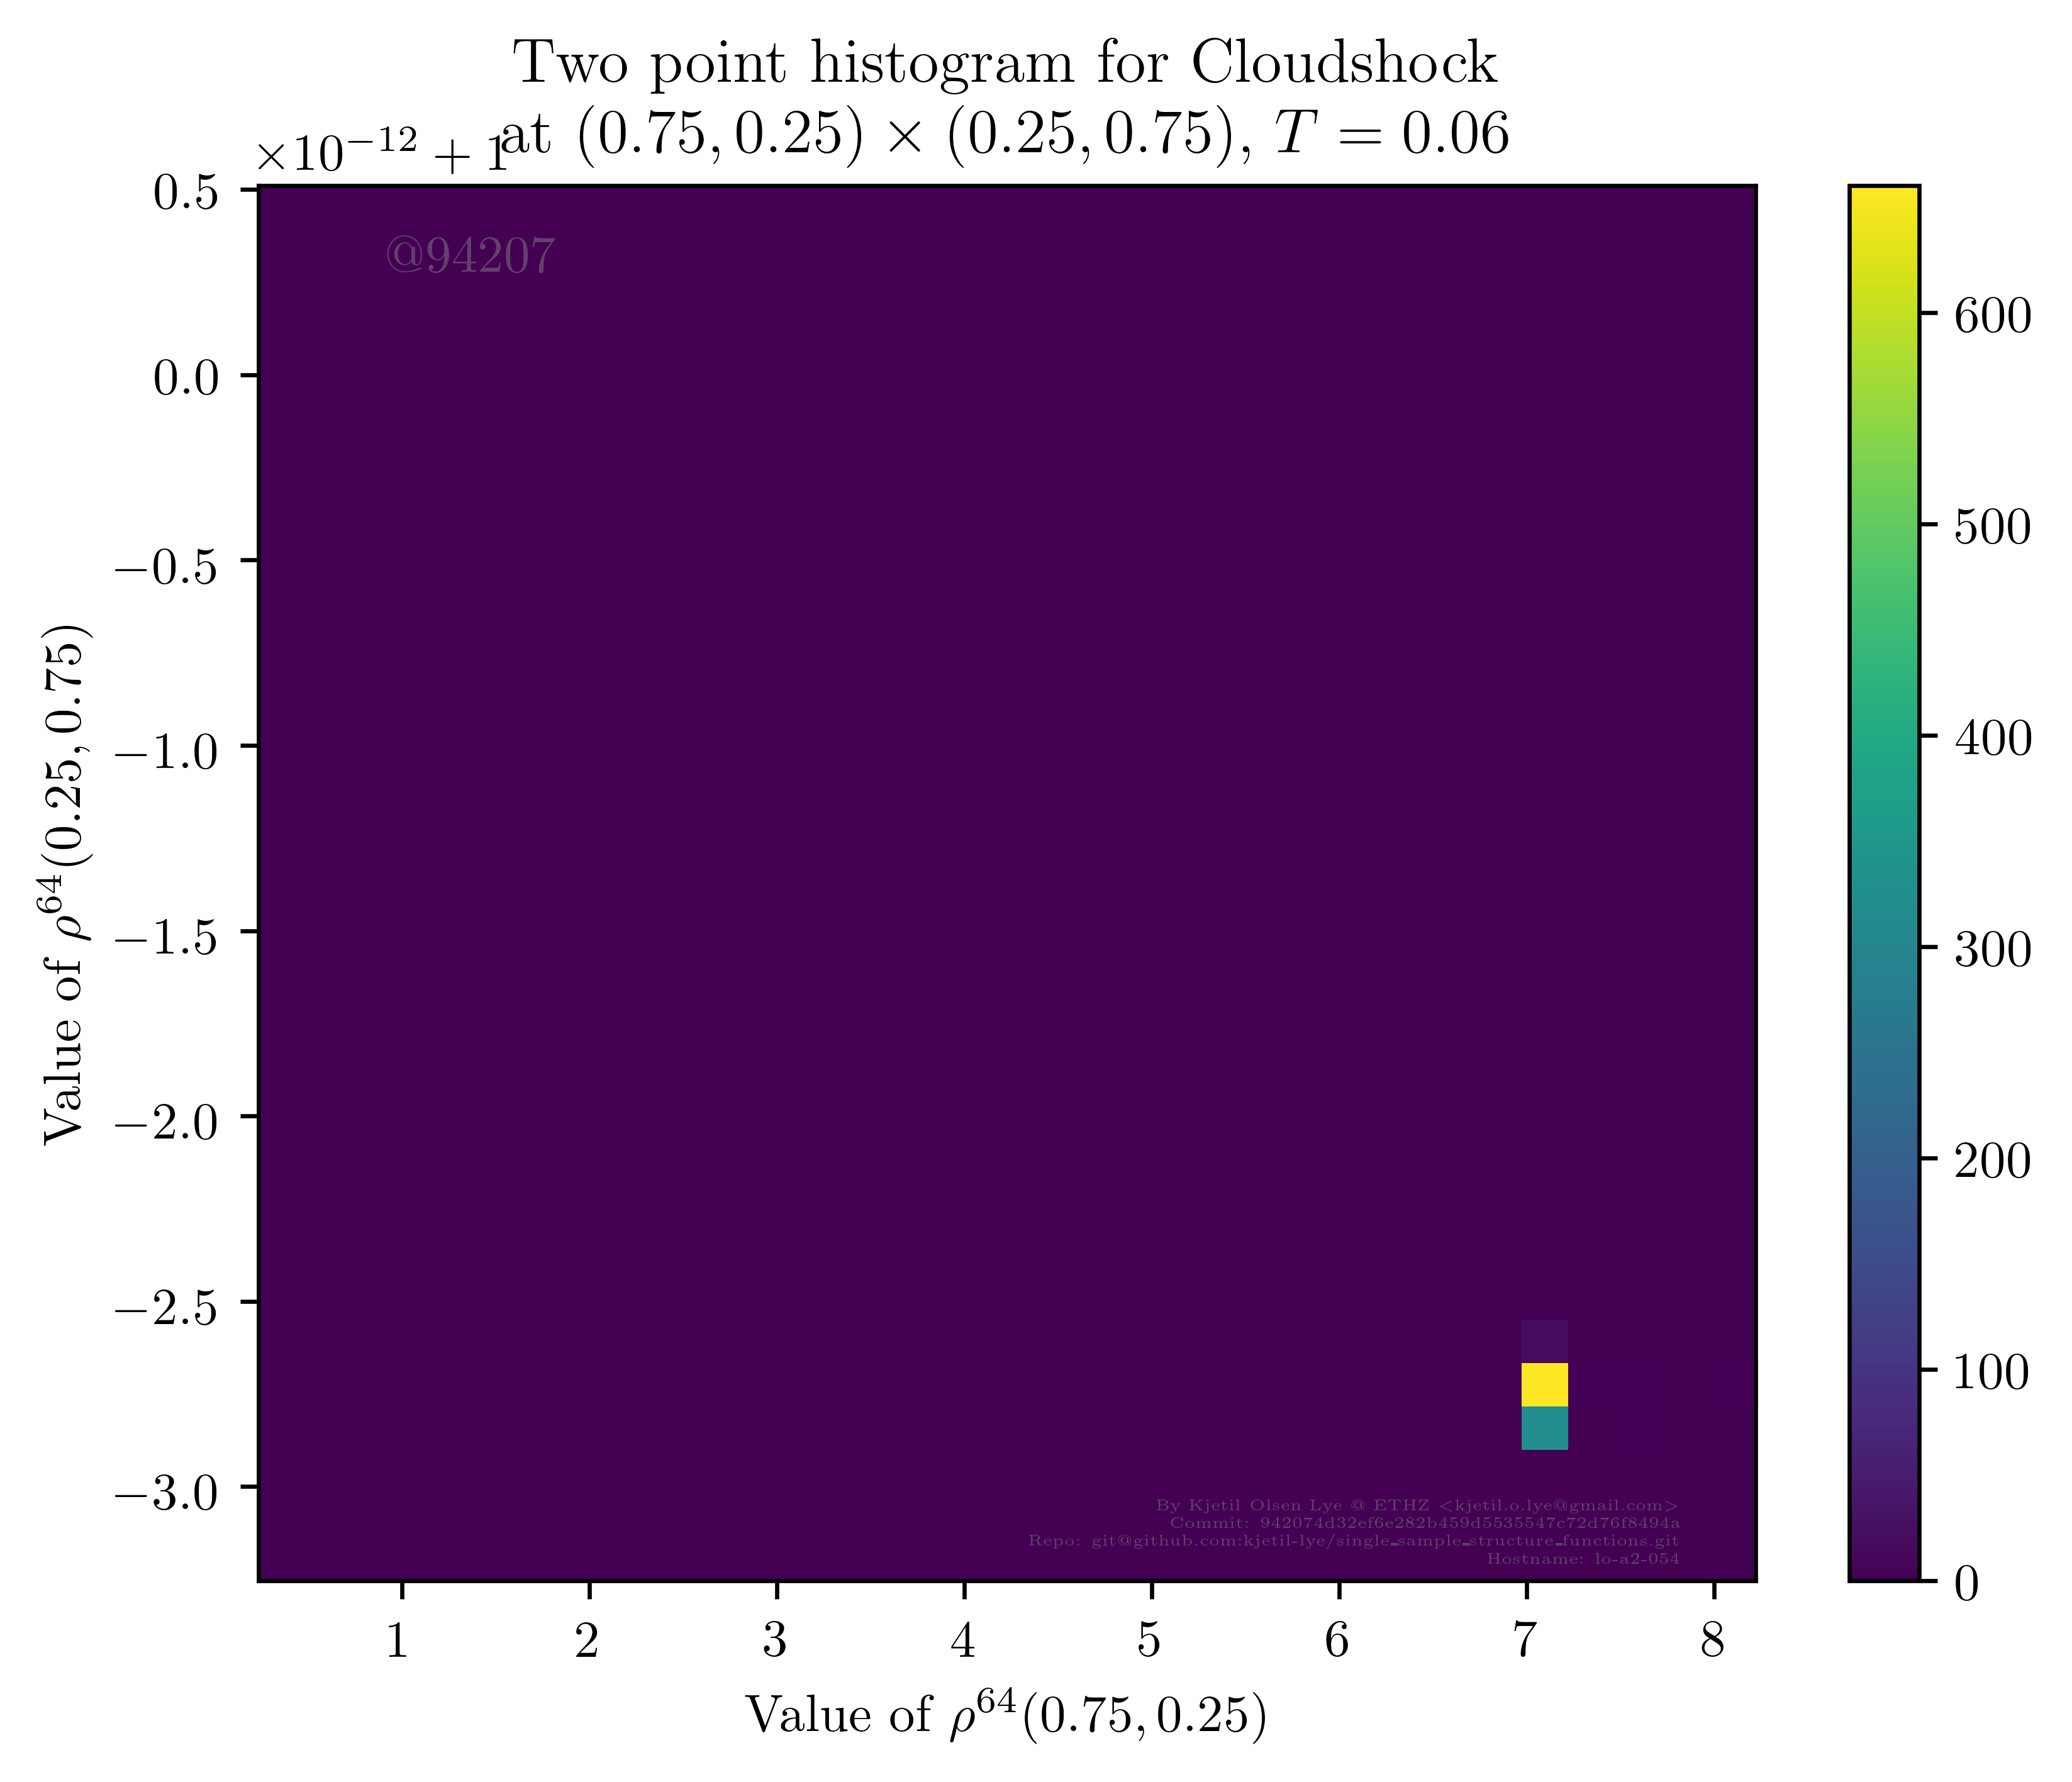 Two point histogram for Cloudshock
at (0.75, 0.25) × (0.25, 0.75), T = 0.06
×10⁻¹² + 1
0.5
0.0
−0.5
−1.0
−1.5
−2.0
−2.5
−3.0
Value of ρ⁶⁴(0.25, 0.75)
@94207
By Kjetil Olsen Lye @ ETHZ <kjetil.o.lye@gmail.com>
Commit: 942074d32ef6e282b459d5535547c72d76f8494a
Repo: git@github.com:kjetil-lye/single_sample_structure_functions.git
Hostname: lo-a2-054
1 2 3 4 5 6 7 8
Value of ρ⁶⁴(0.75, 0.25)
600
500
400
300
200
100
0